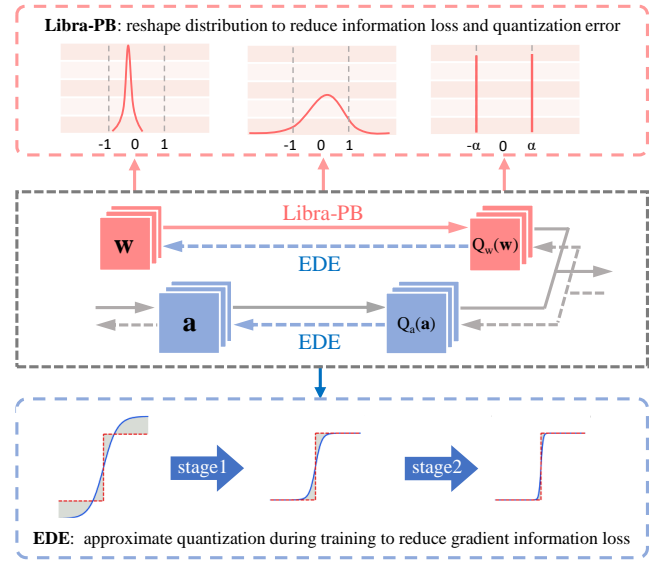 Libra-PB: reshape distribution to reduce information loss and quantization error
-1 0 1
-1 0 1
-α 0 α
Libra-PB
w
Qw(w)
EDE
a
Qa(a)
EDE
stage1
stage2
EDE: approximate quantization during training to reduce gradient information loss